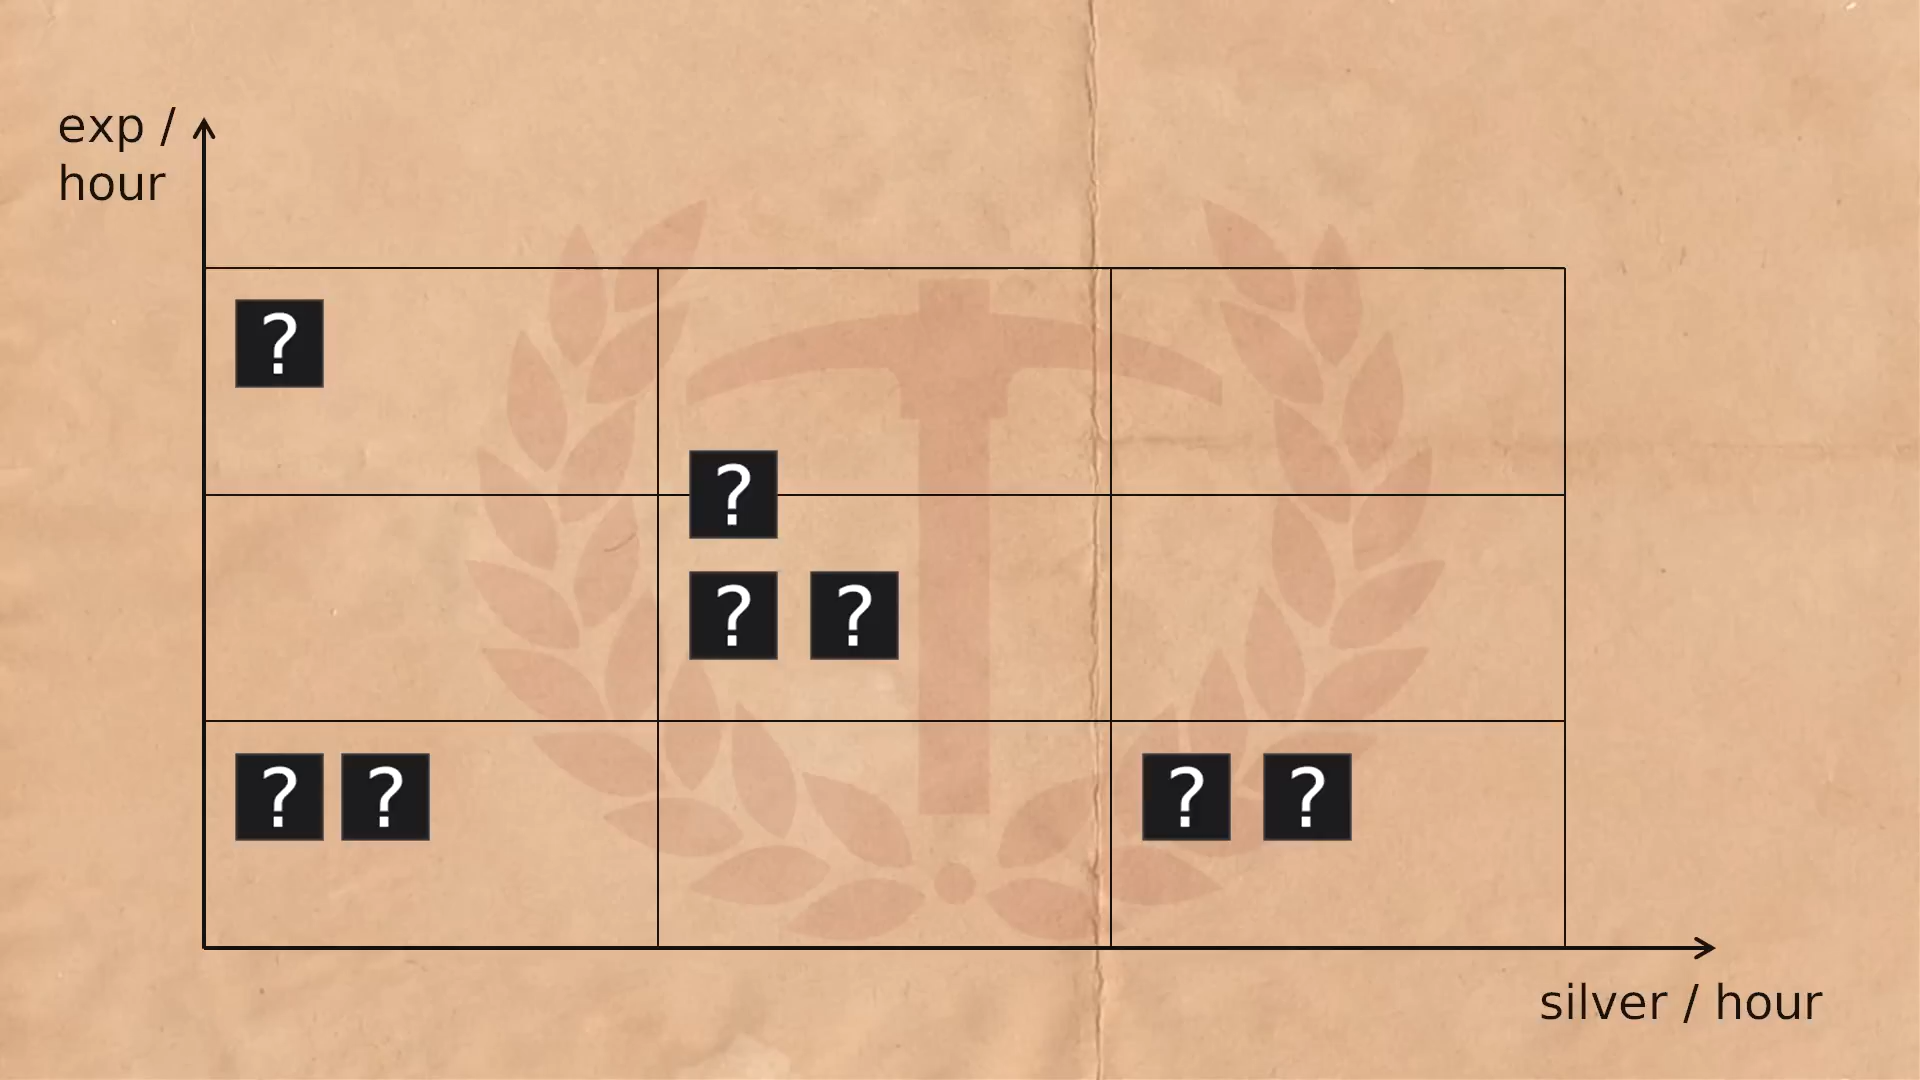 exp /
hour
?
?
? ?
? ? ? ?
silver / hour